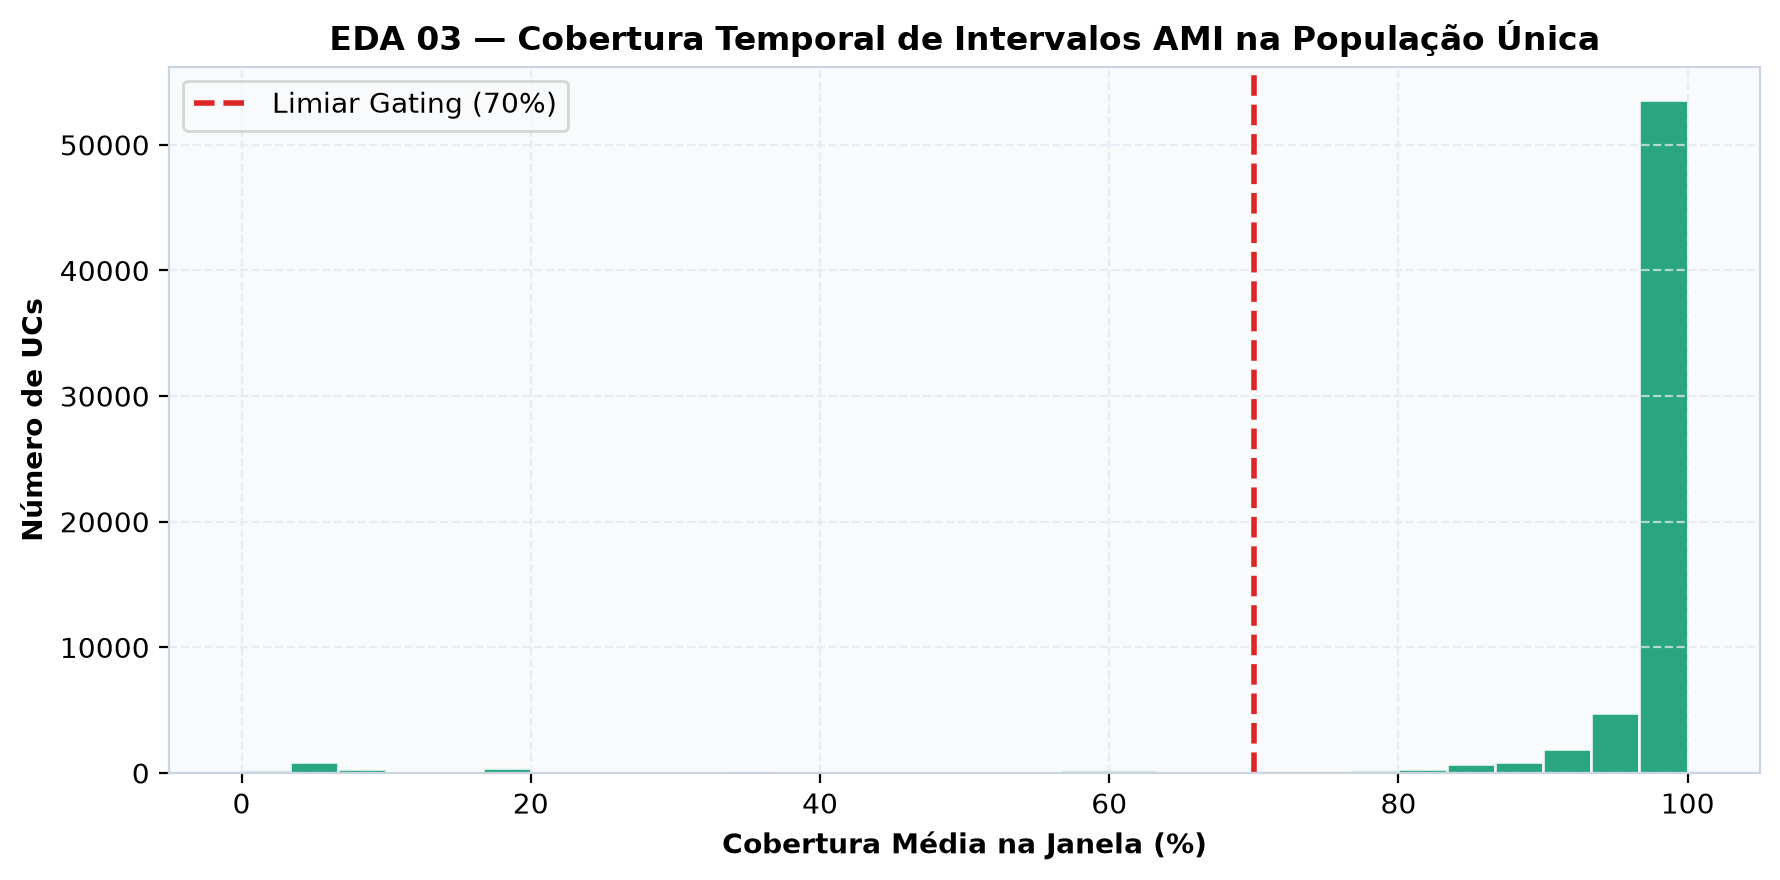 EDA 03 — Cobertura Temporal de Intervalos AMI na População Única
Limiar Gating (70%)
Número de UCs
50000
40000
30000
20000
10000
0
0 20 40 60 80 100
Cobertura Média na Janela (%)